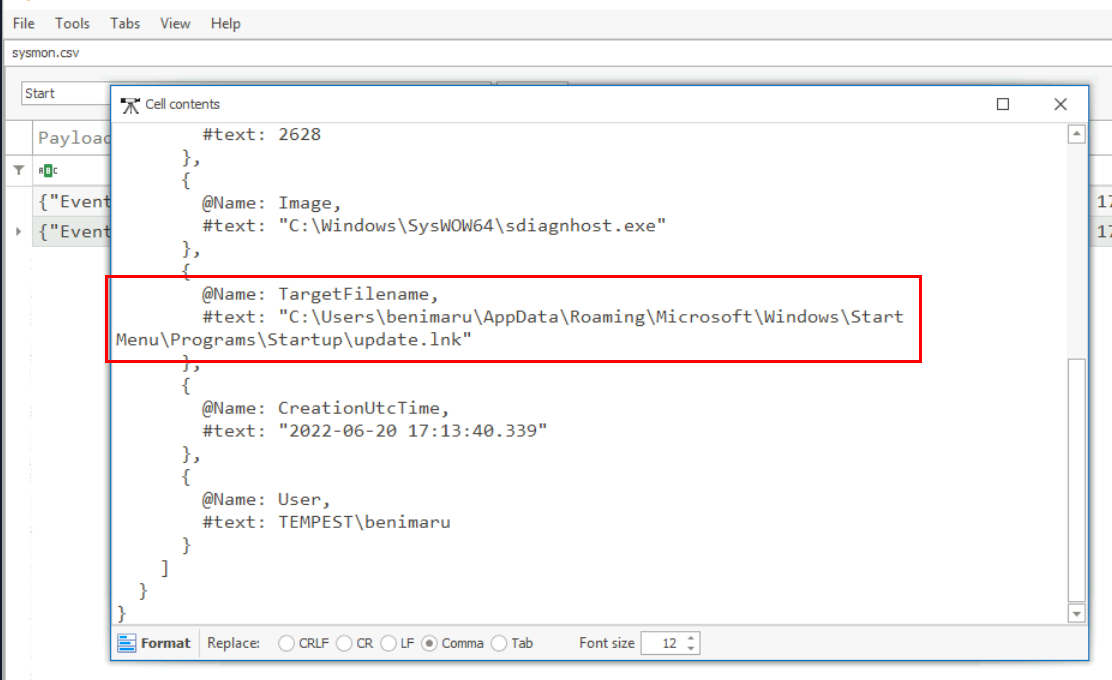 File Tools Tabs View Help
sysmon.csv
Start
Cell contents
Payload
#text: 2628
},
{
@Name: Image,
#text: "C:\Windows\SysWOW64\sdiagnhost.exe"
},
{
@Name: TargetFilename,
#text: "C:\Users\benimaru\AppData\Roaming\Microsoft\Windows\Start
Menu\Programs\Startup\update.lnk"
},
{
@Name: CreationUtcTime,
#text: "2022-06-20 17:13:40.339"
},
{
@Name: User,
#text: TEMPEST\benimaru
}
]
}
}
{"Event 17
{"Event 17
Format Replace: CRLF CR LF Comma Tab Font size 12